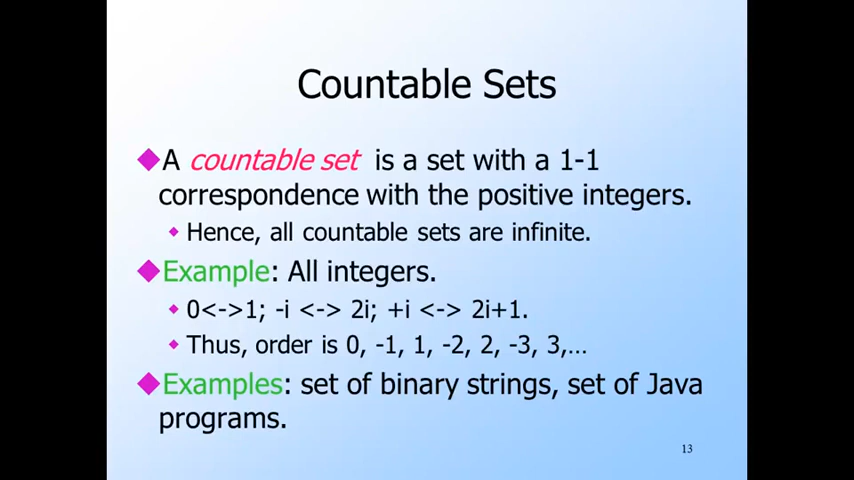 Countable Sets
A countable set is a set with a 1-1
correspondence with the positive integers.
Hence, all countable sets are infinite.
Example: All integers.
0<->1; -i <-> 2i; +i <-> 2i+1.
Thus, order is 0, -1, 1, -2, 2, -3, 3,…
Examples: set of binary strings, set of Java
programs.
13